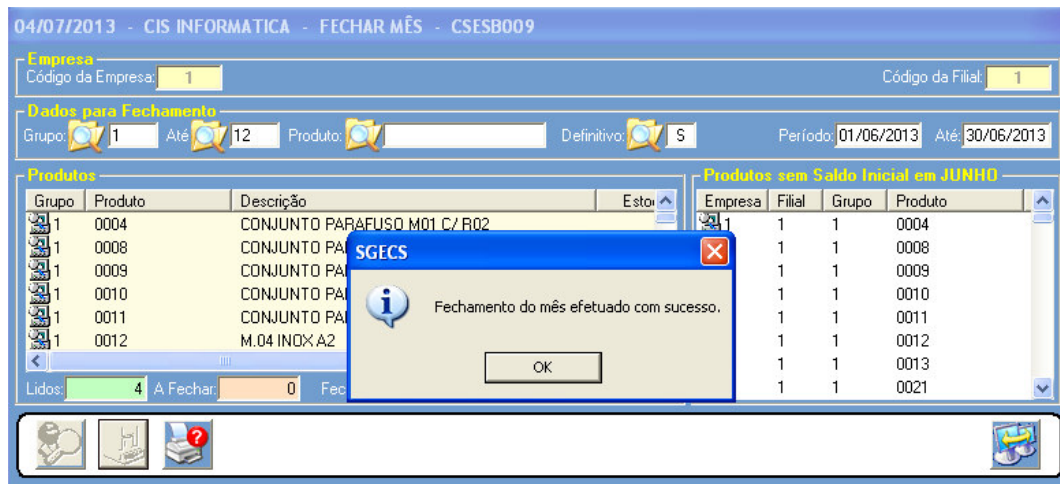 04/07/2013 - CIS INFORMATICA - FECHAR MÊS - CSESB009
Empresa
Código da Empresa: 1 Código da Filial: 1
Dados para Fechamento
Grupo: 1 Até 12 Produto: Definitivo: S Período: 01/06/2013 Até: 30/06/2013
Produtos
Grupo Produto Descrição
1 0004 CONJUNTO PARAFUSO M01 C/ R02
1 0008 CONJUNTO
1 0009 CONJUNTO
1 0010 CONJUNTO
1 0011 CONJUNTO
1 0012 M.04 INOX A2
Lidos: 4 A Fechar: 0
Produtos sem Saldo Inicial em JUNHO
Empresa Filial Grupo Produto
1 1 1 0004
1 1 0008
1 1 0009
1 1 0010
1 1 0011
1 1 0012
1 1 0013
1 1 0021
SGECS
Fechamento do mês efetuado com sucesso.
OK